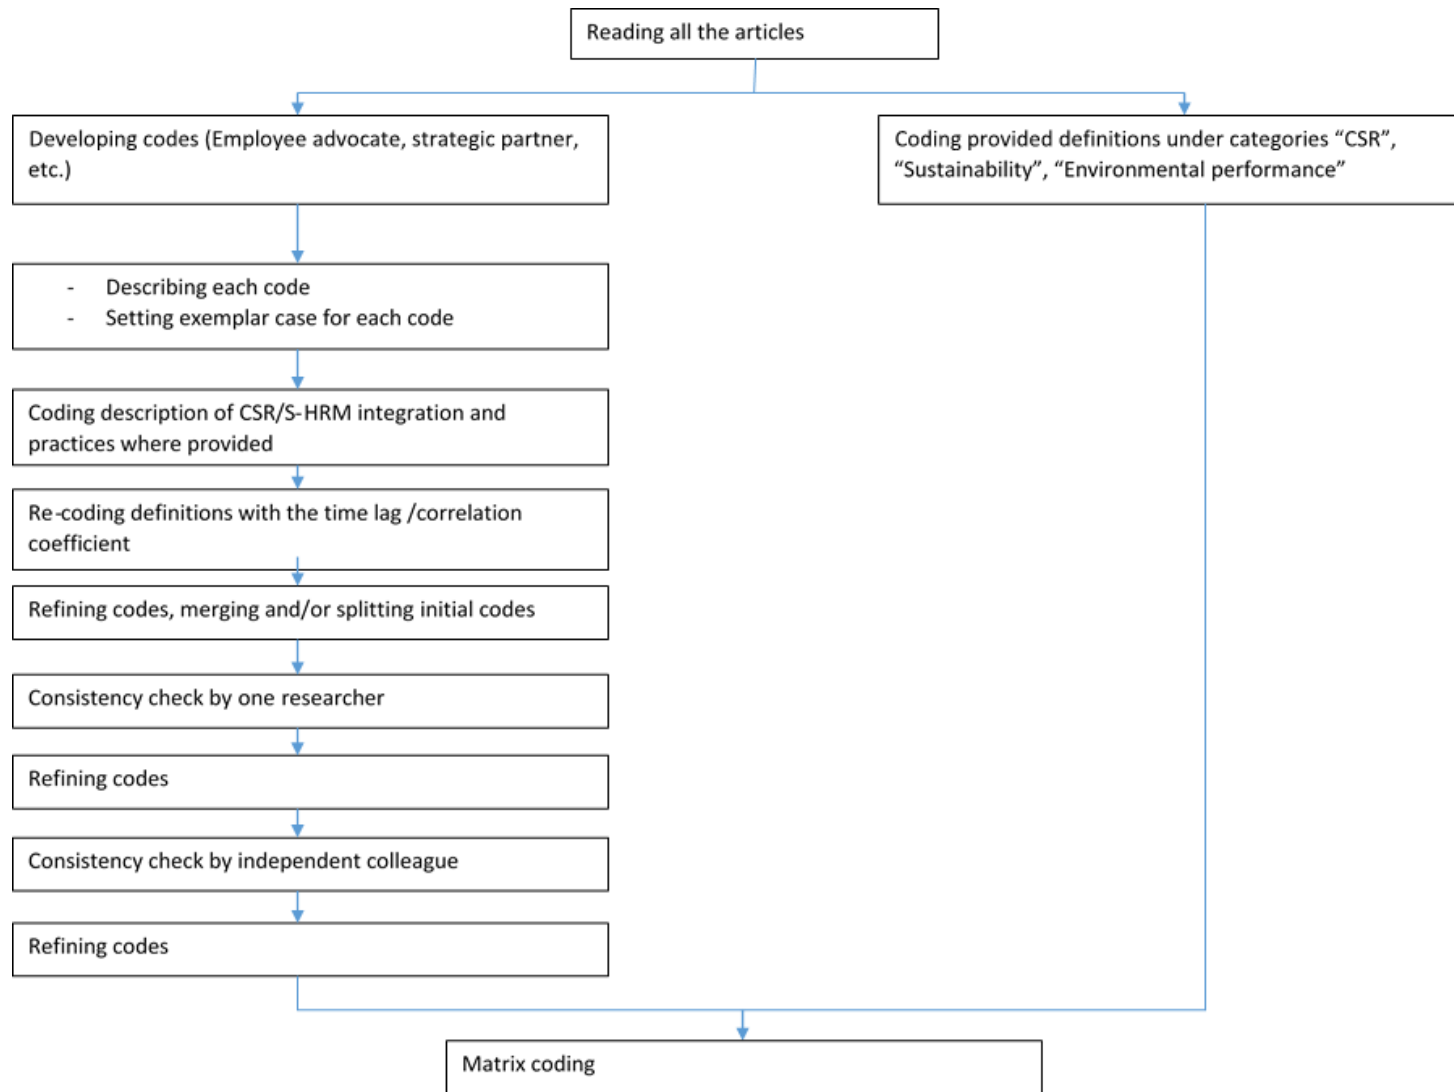 Reading all the articles
Developing codes (Employee advocate, strategic partner,
etc.)
Coding provided definitions under categories “CSR”,
“Sustainability”, “Environmental performance”
- Describing each code
- Setting exemplar case for each code
Coding description of CSR/S-HRM integration and
practices where provided
Re-coding definitions with the time lag /correlation
coefficient
Refining codes, merging and/or splitting initial codes
Consistency check by one researcher
Refining codes
Consistency check by independent colleague
Refining codes
Matrix coding